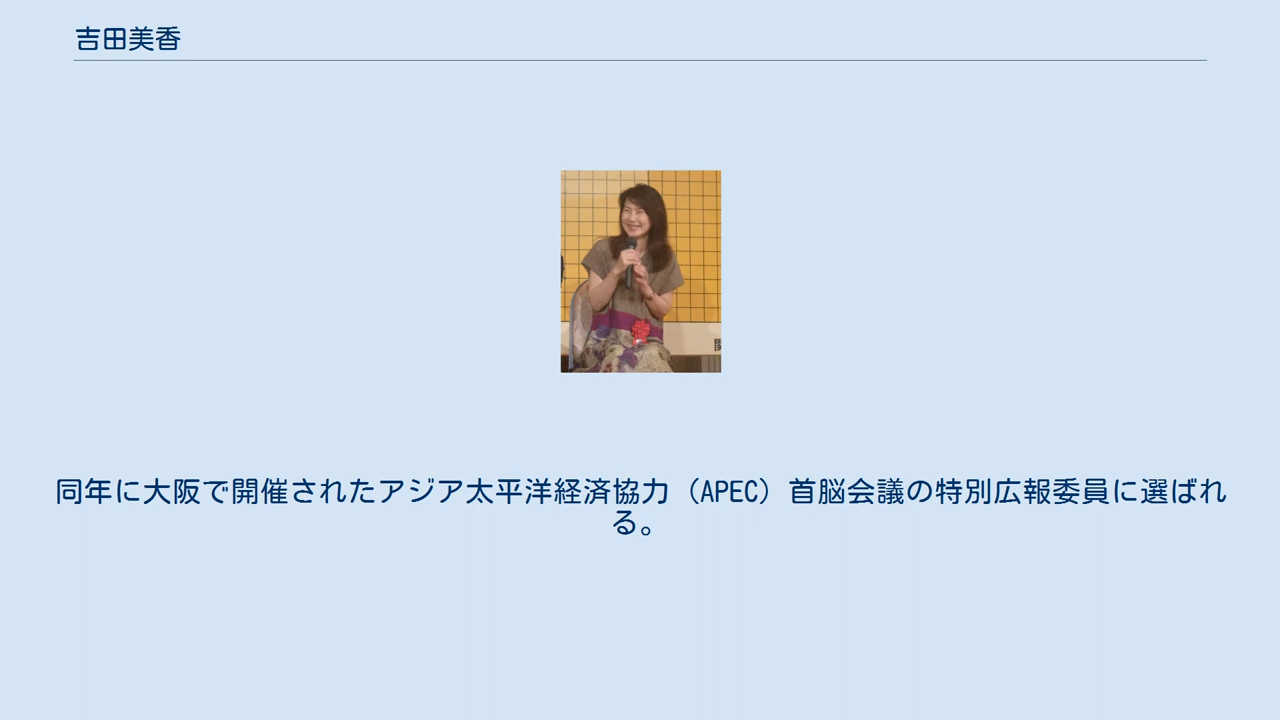 吉田美香
同年に大阪で開催されたアジア太平洋経済協力（APEC）首脳会議の特別広報委員に選ばれ
る。